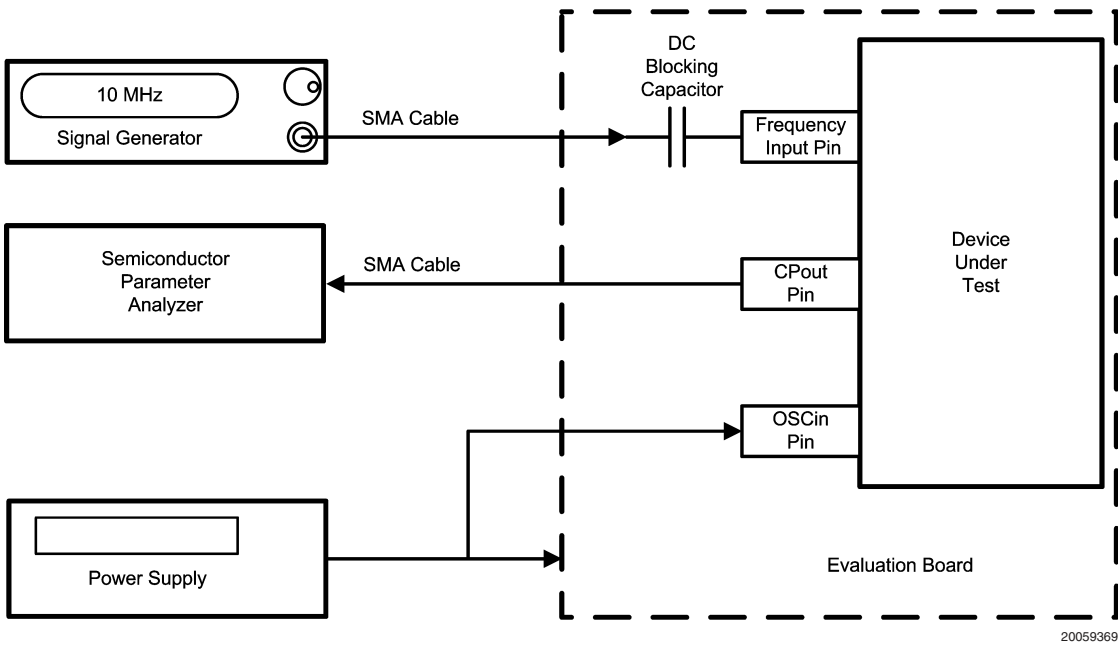 10 MHz
Signal Generator
SMA Cable
DC
Blocking
Capacitor
Frequency
Input Pin
Semiconductor
Parameter
Analyzer
SMA Cable
CPout
Pin
Device
Under
Test
OSCin
Pin
Power Supply
Evaluation Board
20059369